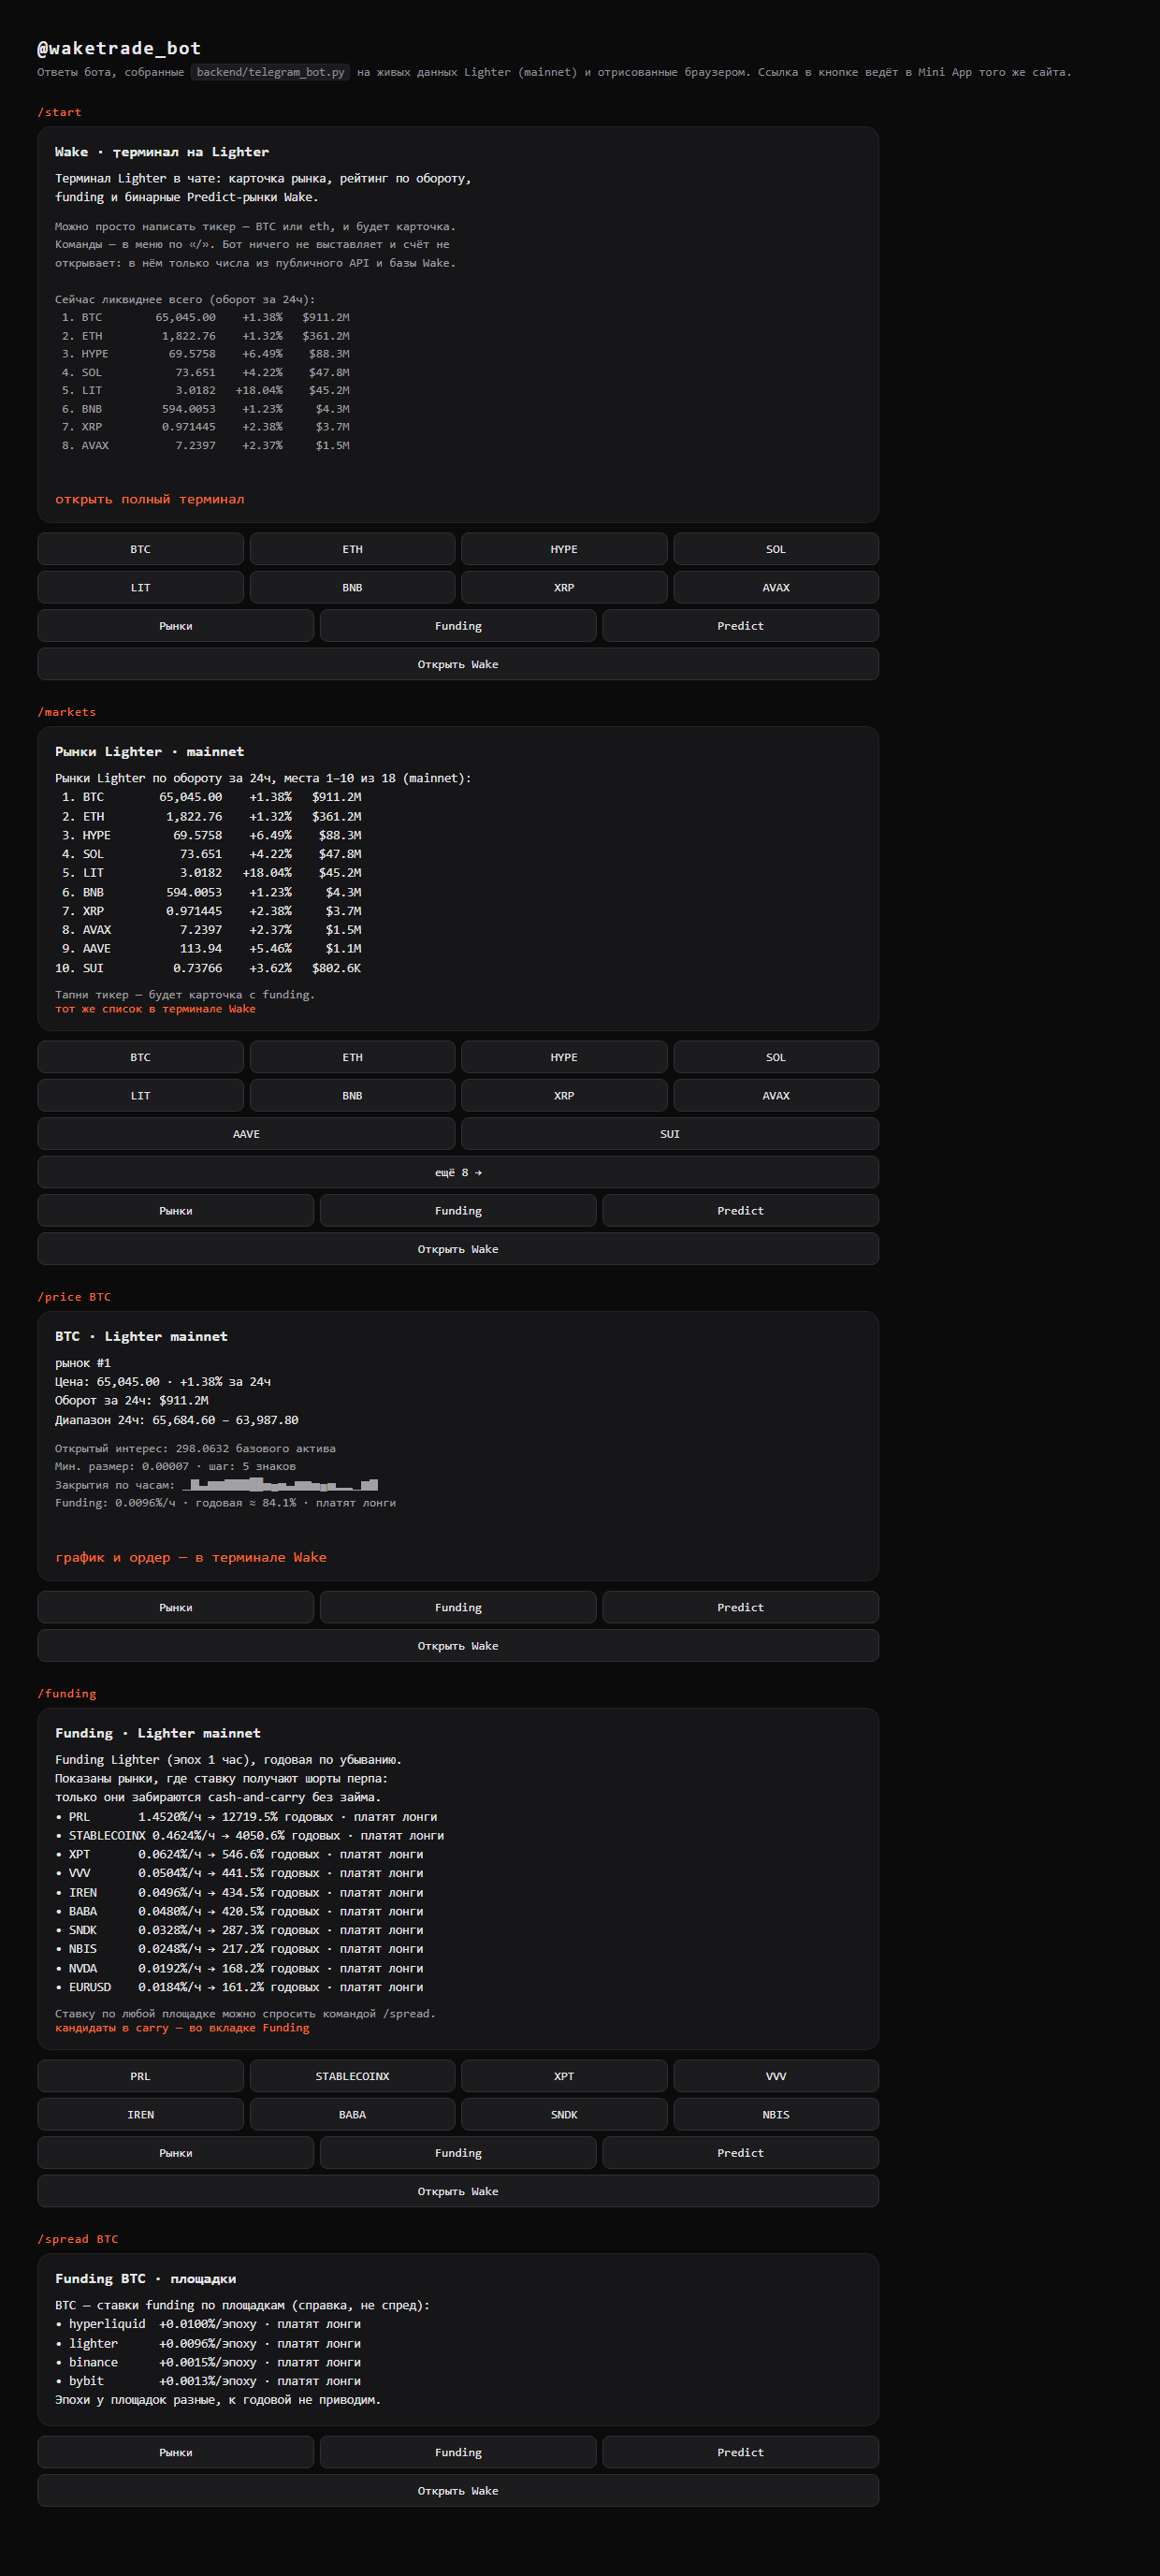 @waketrade_bot
Ответы бота, собранные backend/telegram_bot.py на живых данных Lighter (mainnet) и отрисованные браузером. Ссылка в кнопке ведёт в Mini App того же сайта.
/start
Wake · терминал на Lighter
Терминал Lighter в чате: карточка рынка, рейтинг по обороту,
funding и бинарные Predict-рынки Wake.
Можно просто написать тикер — BTC или eth, и будет карточка.
Команды — в меню по «/». Бот ничего не выставляет и счёт не
открывает: в нём только числа из публичного API и базы Wake.
Сейчас ликвиднее всего (оборот за 24ч):
1. BTC 65,045.00 +1.38% $911.2M
2. ETH 1,822.76 +1.32% $361.2M
3. HYPE 69.5758 +6.49% $88.3M
4. SOL 73.651 +4.22% $47.8M
5. LIT 3.0182 +18.04% $45.2M
6. BNB 594.0053 +1.23% $4.3M
7. XRP 0.971445 +2.38% $3.7M
8. AVAX 7.2397 +2.37% $1.5M
открыть полный терминал
BTC ETH HYPE SOL
LIT BNB XRP AVAX
Рынки Funding Predict
Открыть Wake
/markets
Рынки Lighter · mainnet
Рынки Lighter по обороту за 24ч, места 1–10 из 18 (mainnet):
1. BTC 65,045.00 +1.38% $911.2M
2. ETH 1,822.76 +1.32% $361.2M
3. HYPE 69.5758 +6.49% $88.3M
4. SOL 73.651 +4.22% $47.8M
5. LIT 3.0182 +18.04% $45.2M
6. BNB 594.0053 +1.23% $4.3M
7. XRP 0.971445 +2.38% $3.7M
8. AVAX 7.2397 +2.37% $1.5M
9. AAVE 113.94 +5.46% $1.1M
10. SUI 0.73766 +3.62% $802.6K
Тапни тикер — будет карточка с funding.
тот же список в терминале Wake
BTC ETH HYPE SOL
LIT BNB XRP AVAX
AAVE SUI
ещё 8 →
Рынки Funding Predict
Открыть Wake
/price BTC
BTC · Lighter mainnet
рынок #1
Цена: 65,045.00 · +1.38% за 24ч
Оборот за 24ч: $911.2M
Диапазон 24ч: 65,684.60 – 63,987.80
Открытый интерес: 298.0632 базового актива
Мин. размер: 0.00007 · шаг: 5 знаков
Закрытия по часам:
Funding: 0.0096%/ч · годовая ≈ 84.1% · платят лонги
график и ордер — в терминале Wake
Рынки Funding Predict
Открыть Wake
/funding
Funding · Lighter mainnet
Funding Lighter (эпох 1 час), годовая по убыванию.
Показаны рынки, где ставку получают шорты перпа:
только они забираются cash-and-carry без займа.
• PRL 1.4520%/ч → 12719.5% годовых · платят лонги
• STABLECOINX 0.4624%/ч → 4050.6% годовых · платят лонги
• XPT 0.0624%/ч → 546.6% годовых · платят лонги
• VVV 0.0504%/ч → 441.5% годовых · платят лонги
• IREN 0.0496%/ч → 434.5% годовых · платят лонги
• BABA 0.0480%/ч → 420.5% годовых · платят лонги
• SNDK 0.0328%/ч → 287.3% годовых · платят лонги
• NBIS 0.0248%/ч → 217.2% годовых · платят лонги
• NVDA 0.0192%/ч → 168.2% годовых · платят лонги
• EURUSD 0.0184%/ч → 161.2% годовых · платят лонги
Ставку по любой площадке можно спросить командой /spread.
кандидаты в carry — во вкладке Funding
PRL STABLECOINX XPT VVV
IREN BABA SNDK NBIS
Рынки Funding Predict
Открыть Wake
/spread BTC
Funding BTC · площадки
BTC — ставки funding по площадкам (справка, не спред):
• hyperliquid +0.0100%/эпоху · платят лонги
• lighter +0.0096%/эпоху · платят лонги
• binance +0.0015%/эпоху · платят лонги
• bybit +0.0013%/эпоху · платят лонги
Эпохи у площадок разные, к годовой не приводим.
Рынки Funding Predict
Открыть Wake